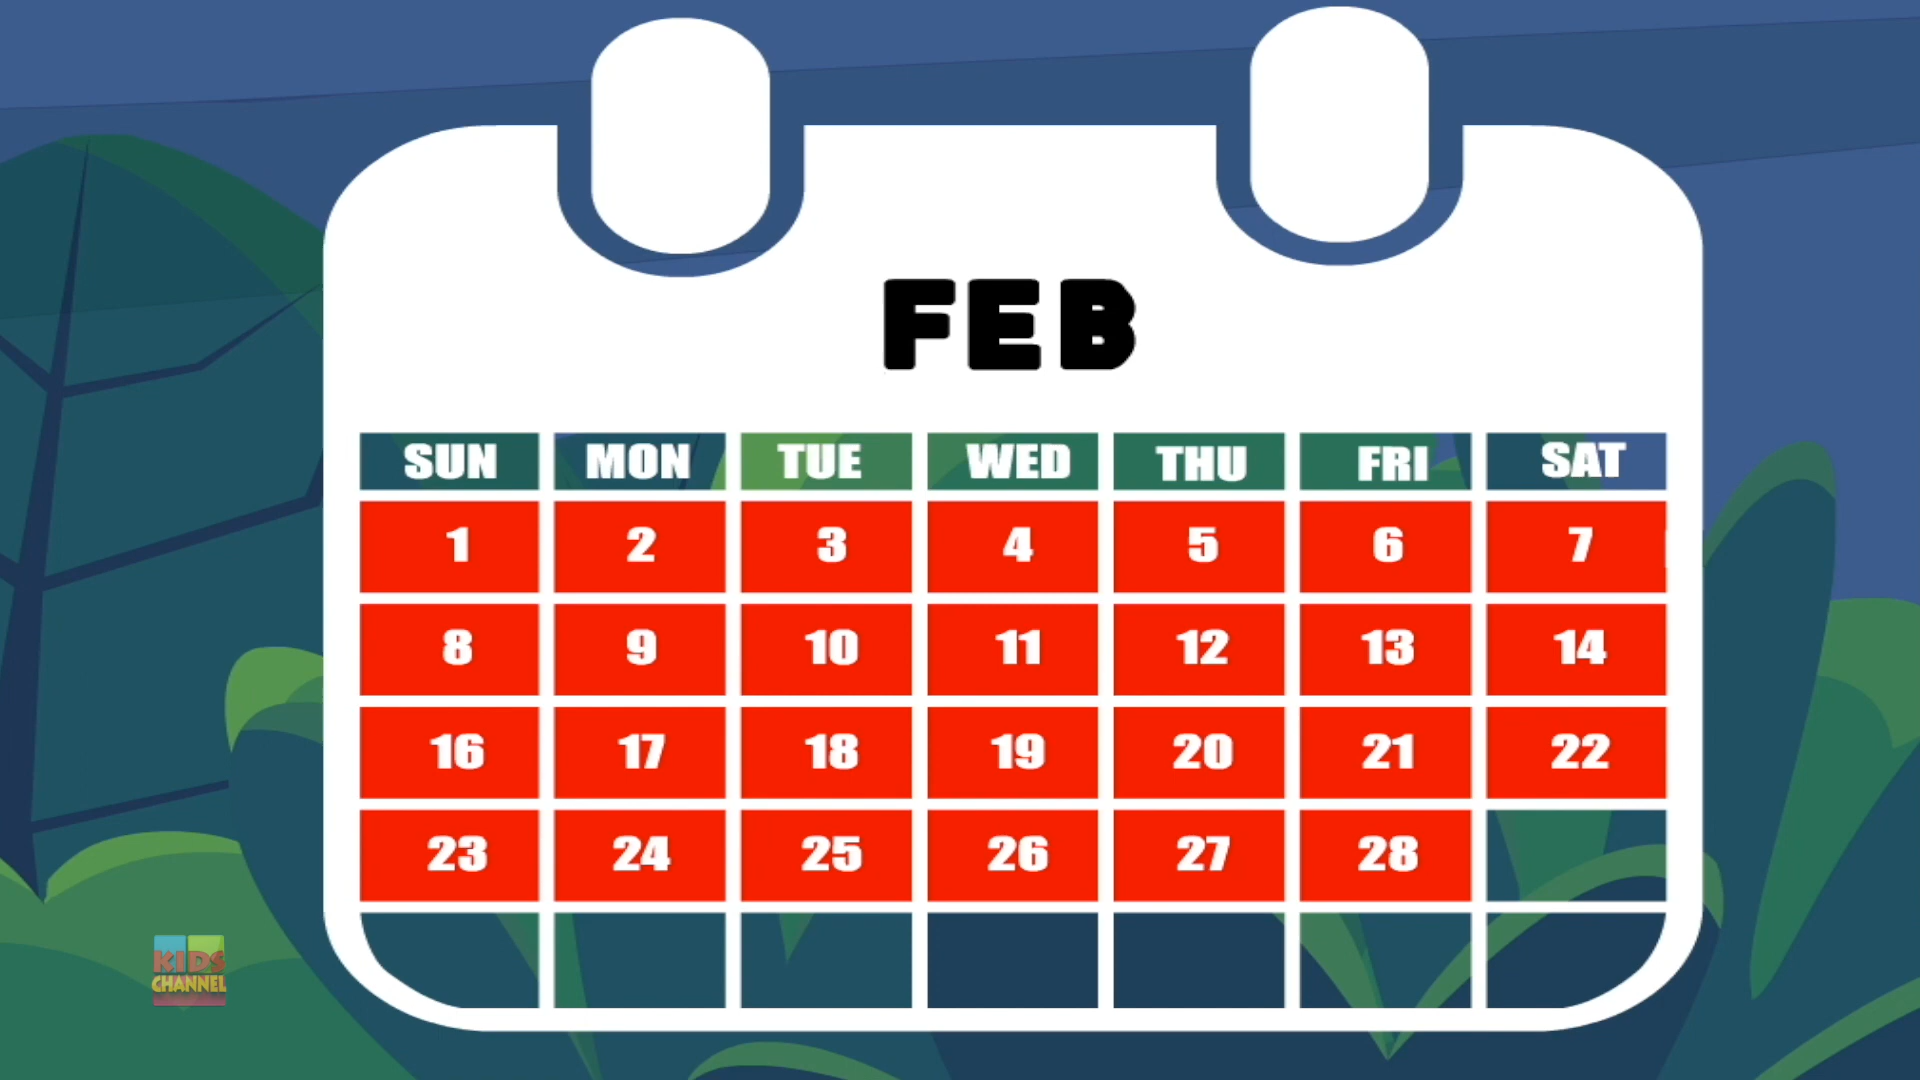 FEB
SUN MON TUE WED THU FRI SAT
1 2 3 4 5 6 7
8 9 10 11 12 13 14
16 17 18 19 20 21 22
23 24 25 26 27 28
KIDS
CHANNEL